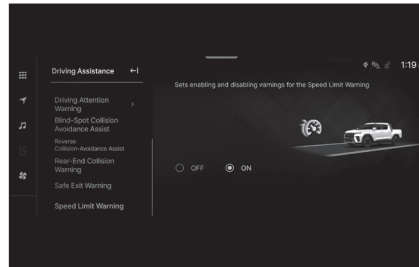 Driving Assistance
1:19
Sets enabling and disabling varnings for the Speed Limit Warning
Driving Attention
Warning
Blind-Spot Collision
Avoidance Assist
Reverse
Collision-Avoidance Assist
Rear-End Collision
Warning
Safe Exit Warning
Speed Limit Warning
OFF
ON